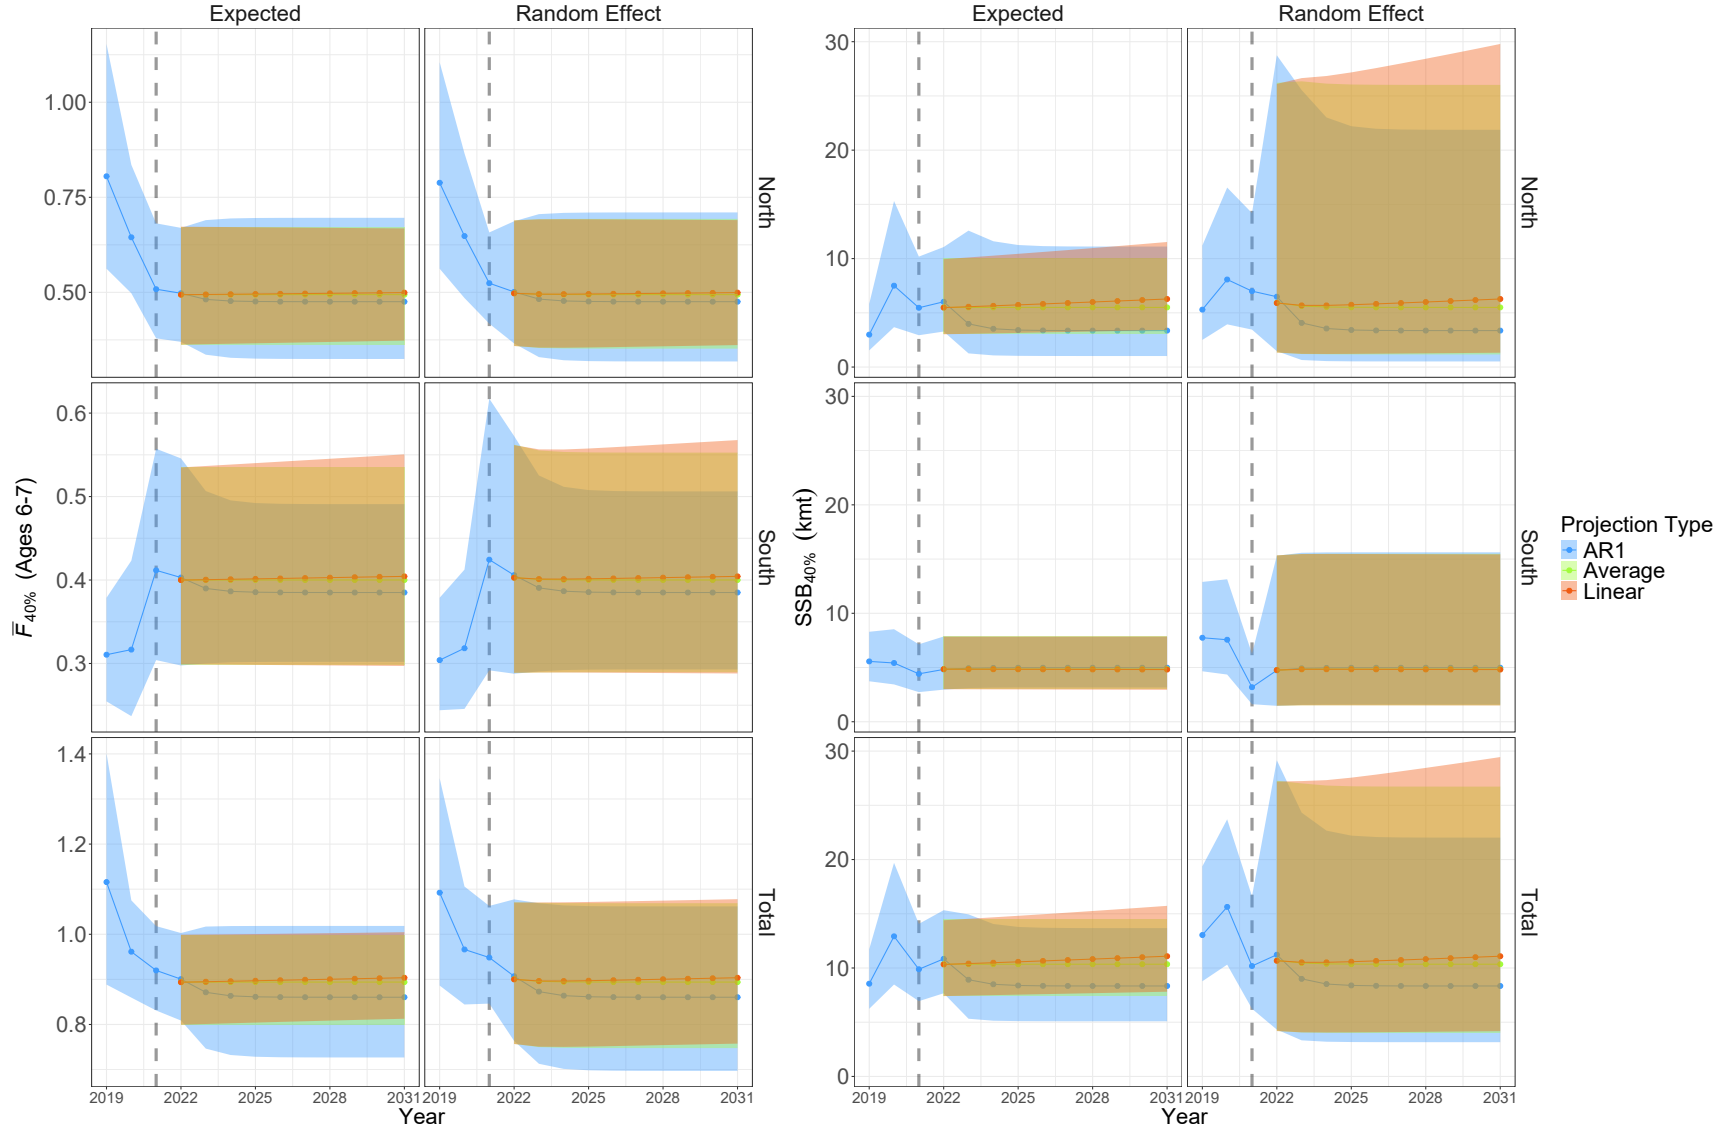 Expected Random Effect Expected Random Effect
1.00
0.75
0.50
North
30
20
10
0
North
0.6
0.5
0.4
0.3
South
30
20
10
0
South
F̅40% (Ages 6-7)
SSB40% (kmt)
Projection Type
AR1
Average
Linear
1.4
1.2
1.0
0.8
Total
30
20
10
0
Total
2019 2022 2025 2028 2031 2022 2025 2028 2031
2019 2022 2025 2028 2031 2019 2022 2025 2028 2031
Year Year